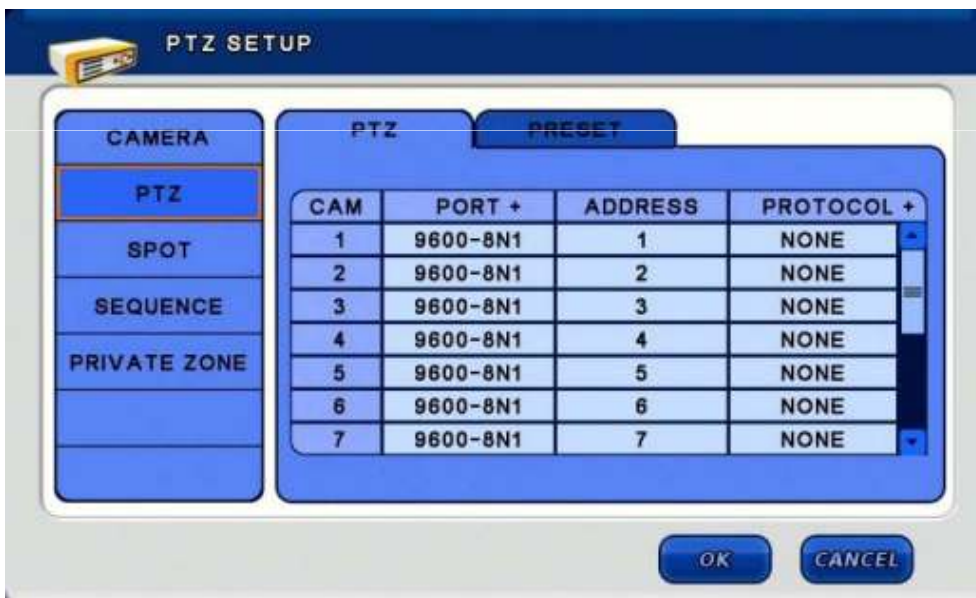 PTZ SETUP
CAMERA
PTZ
SPOT
SEQUENCE
PRIVATE ZONE
PTZ PRESET
CAM PORT + ADDRESS PROTOCOL +
1 9600-8N1 1 NONE
2 9600-8N1 2 NONE
3 9600-8N1 3 NONE
4 9600-8N1 4 NONE
5 9600-8N1 5 NONE
6 9600-8N1 6 NONE
7 9600-8N1 7 NONE
OK CANCEL